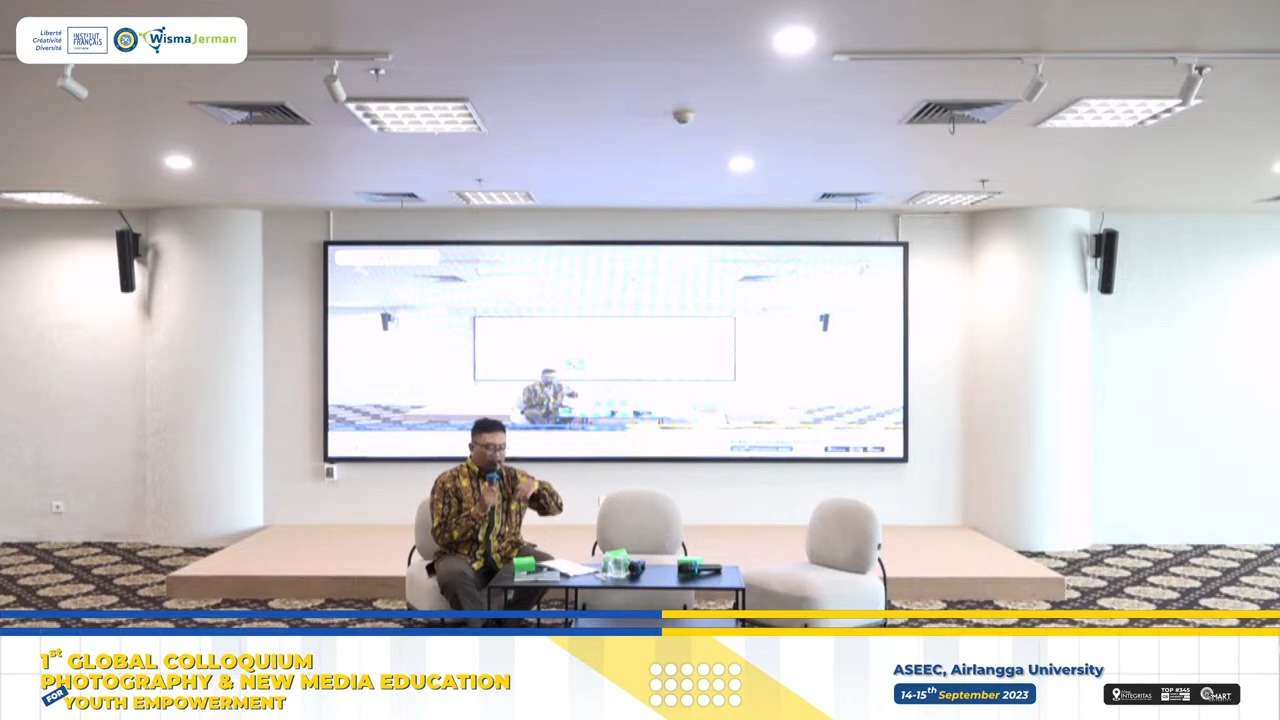 Liberté
Créativité
Diversité
INSTITUT
FRANÇAIS
WismaJerman
1st GLOBAL COLLOQUIUM
PHOTOGRAPHY & NEW MEDIA EDUCATION
FOR YOUTH EMPOWERMENT
ASEEC, Airlangga University
14-15th September 2023
INTEGRITAS
TOP #345
SMART